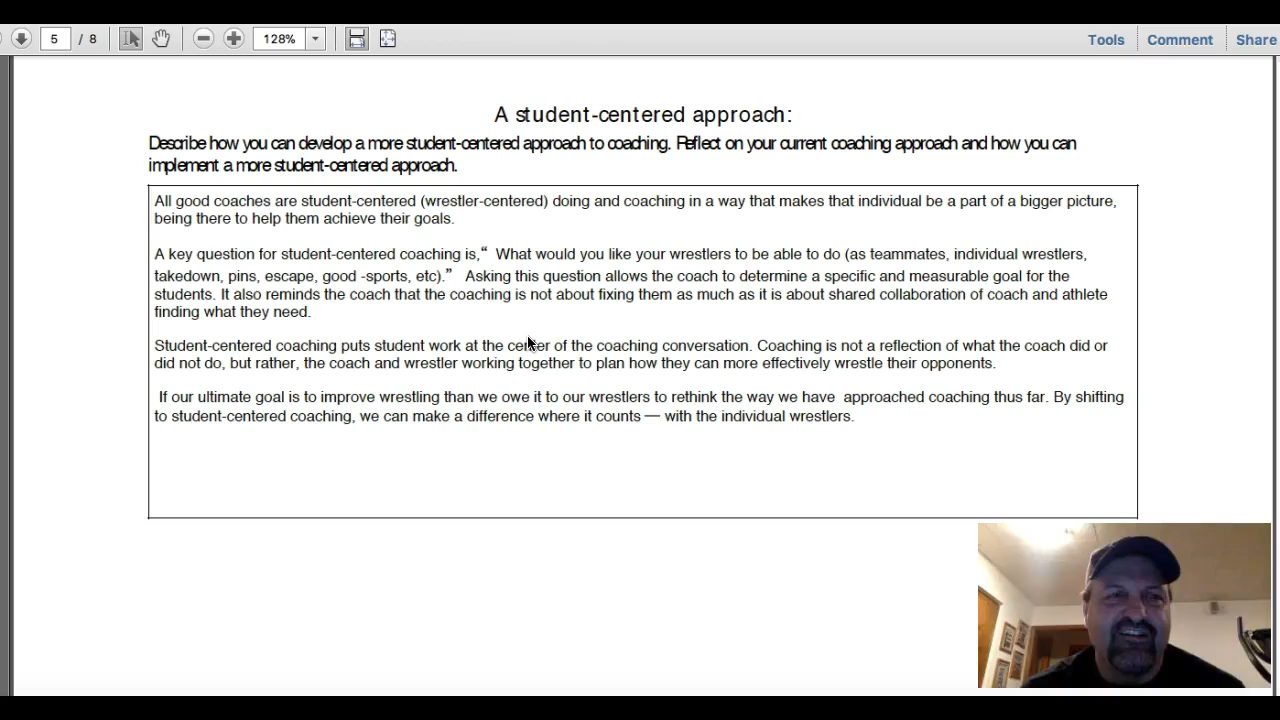 5 / 8 128% Tools Comment Share
A student-centered approach:
Describe how you can develop a more student-centered approach to coaching. Reflect on your current coaching approach and how you can
implement a more student-centered approach.
All good coaches are student-centered (wrestler-centered) doing and coaching in a way that makes that individual be a part of a bigger picture,
being there to help them achieve their goals.
A key question for student-centered coaching is,“ What would you like your wrestlers to be able to do (as teammates, individual wrestlers,
takedown, pins, escape, good -sports, etc).” Asking this question allows the coach to determine a specific and measurable goal for the
students. It also reminds the coach that the coaching is not about fixing them as much as it is about shared collaboration of coach and athlete
finding what they need.
Student-centered coaching puts student work at the center of the coaching conversation. Coaching is not a reflection of what the coach did or
did not do, but rather, the coach and wrestler working together to plan how they can more effectively wrestle their opponents.
If our ultimate goal is to improve wrestling than we owe it to our wrestlers to rethink the way we have approached coaching thus far. By shifting
to student-centered coaching, we can make a difference where it counts — with the individual wrestlers.